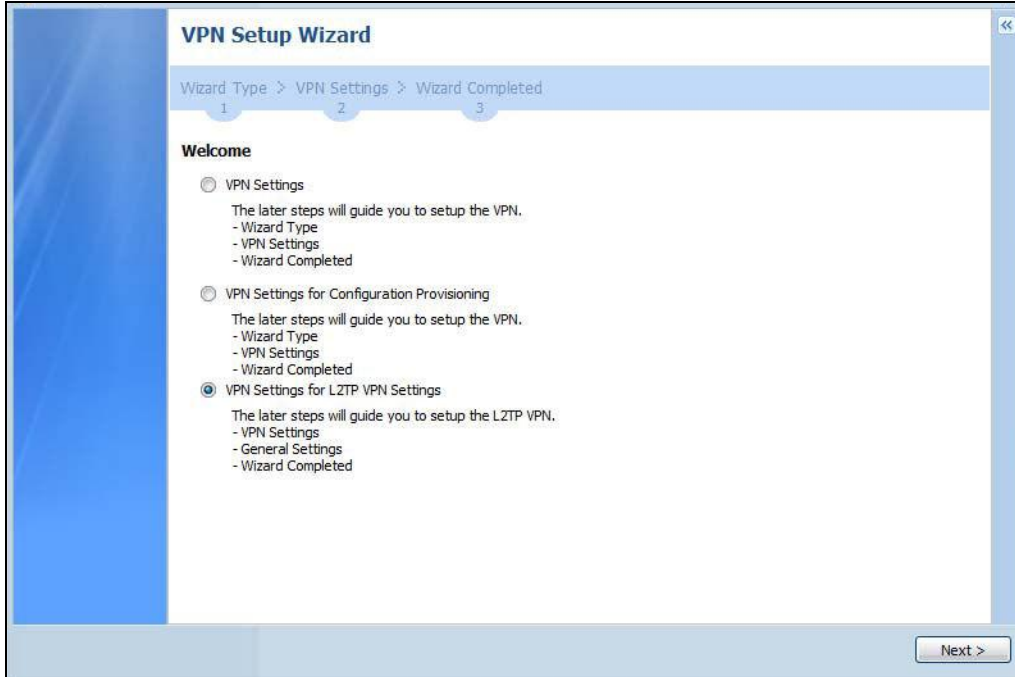 VPN Setup Wizard
«
Wizard Type > VPN Settings > Wizard Completed
1 2 3
Welcome
VPN Settings
The later steps will guide you to setup the VPN.
- Wizard Type
- VPN Settings
- Wizard Completed
VPN Settings for Configuration Provisioning
The later steps will guide you to setup the VPN.
- Wizard Type
- VPN Settings
- Wizard Completed
VPN Settings for L2TP VPN Settings
The later steps will guide you to setup the L2TP VPN.
- VPN Settings
- General Settings
- Wizard Completed
Next >